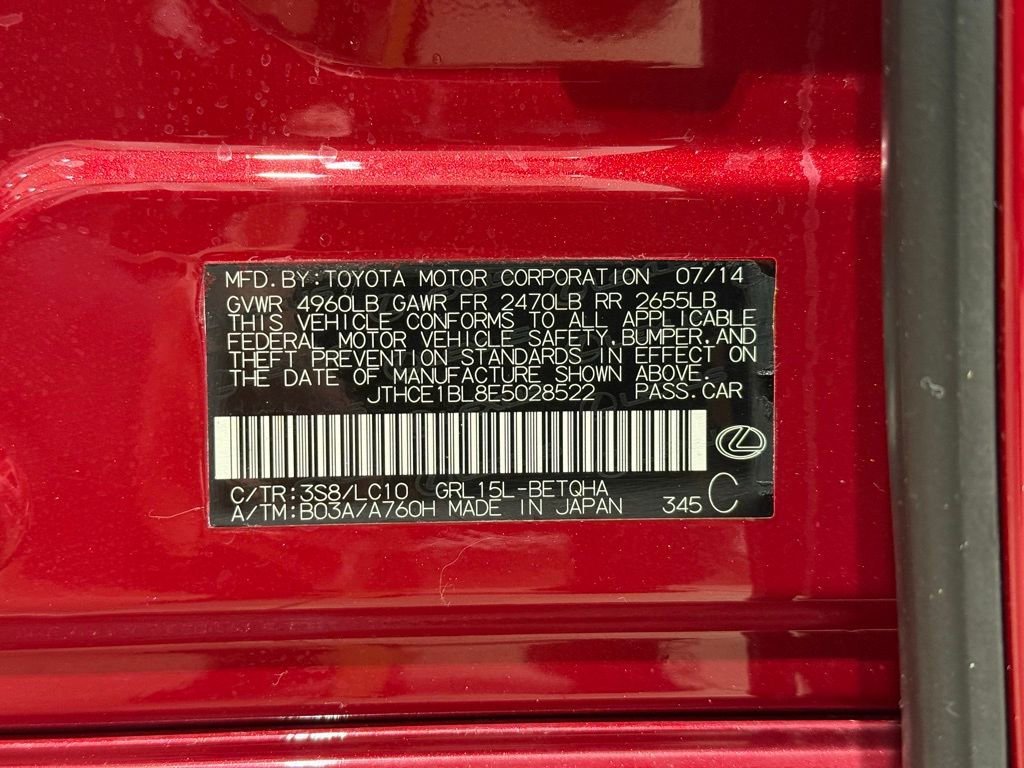 MFD.BY:TOYOTA MOTOR CORPORATION 07/14
GVWR 4960LB GAWR FR 2470LB RR 2655LB
THIS VEHICLE CONFORMS TO ALL APPLICABLE
FEDERAL MOTOR VEHICLE SAFETY,BUMPER,AND
THEFT PREVENTION STANDARDS IN EFFECT ON
THE DATE OF MANUFACTURE SHOWN ABOVE.
JTHCE1BL8E5028522 PASS.CAR
C/TR:3S8/LC10 GRL15L-BETQHA
A/TM:B03A/A760H MADE IN JAPAN 345 C